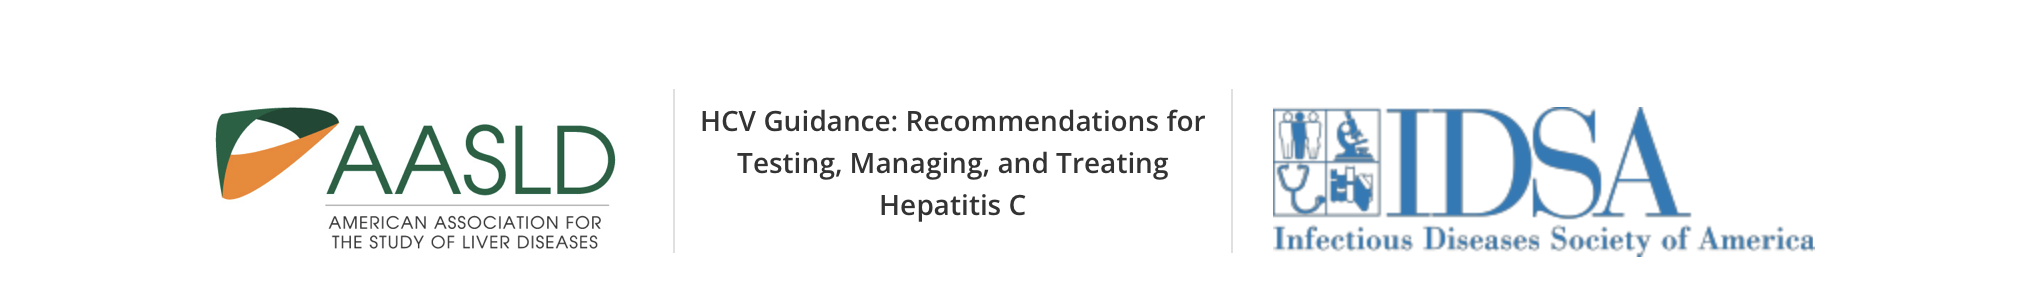 AASLD
AMERICAN ASSOCIATION FOR
THE STUDY OF LIVER DISEASES
HCV Guidance: Recommendations for
Testing, Managing, and Treating
Hepatitis C
IDSA
Infectious Diseases Society of America